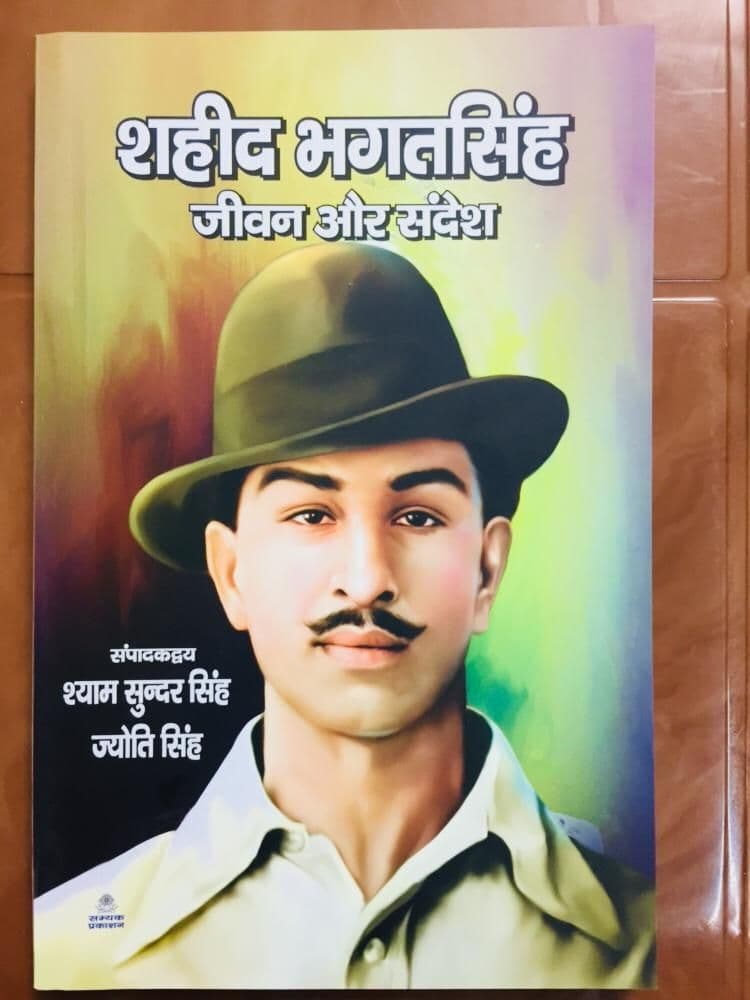 शहीद भगतसिंह
जीवन और संदेश
संपादकद्वय
श्याम सुन्दर सिंह
ज्योति सिंह
सम्यक
प्रकाशन